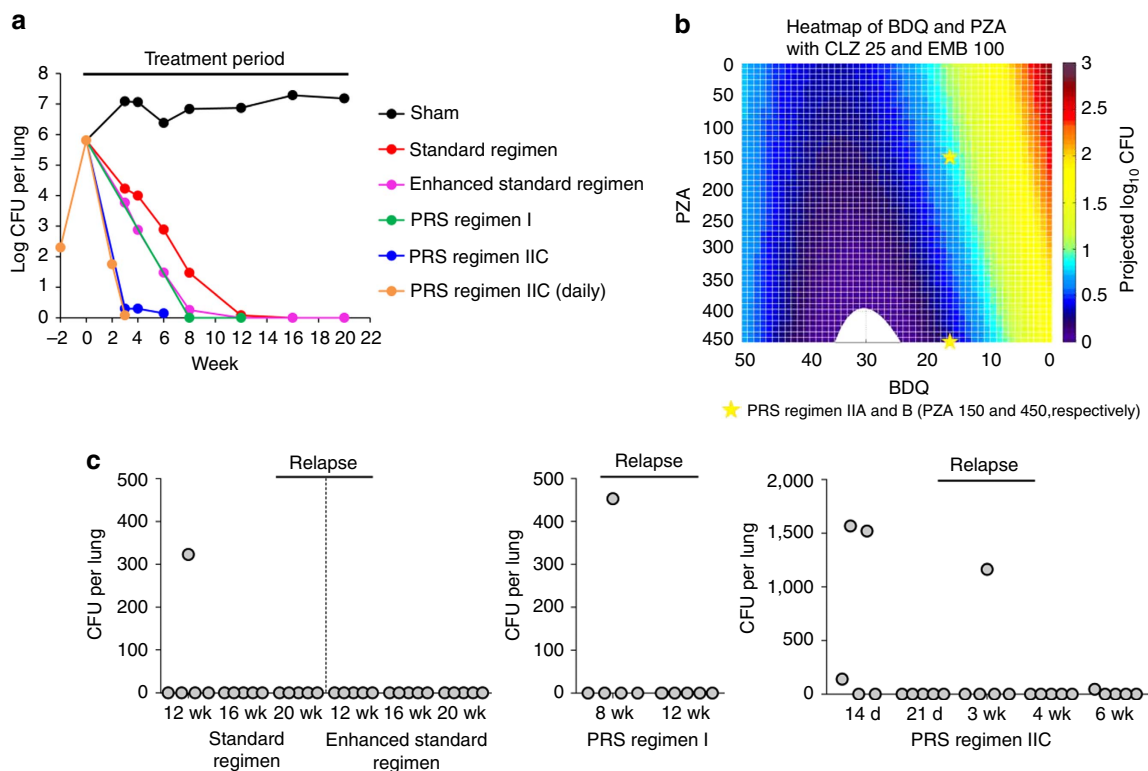 a
Treatment period
8
7
6
5
4
3
2
1
0
Log CFU per lung
–2 0 2 4 6 8 10 12 14 16 18 20 22
Week
Sham
Standard regimen
Enhanced standard regimen
PRS regimen I
PRS regimen IIC
PRS regimen IIC (daily)
b
Heatmap of BDQ and PZA
with CLZ 25 and EMB 100
0
50
100
150
200
250
300
350
400
450
PZA
50 40 30 20 10 0
BDQ
3
2.5
2
1.5
1
0.5
0
Projected log10 CFU
PRS regimen IIA and B (PZA 150 and 450,respectively)
c
Relapse
500
400
300
200
100
0
CFU per lung
12 wk 16 wk 20 wk 12 wk 16 wk 20 wk
Standard Enhanced standard
regimen regimen
Relapse
500
400
300
200
100
0
CFU per lung
8 wk 12 wk
PRS regimen I
Relapse
2,000
1,500
1,000
500
0
CFU per lung
14 d 21 d 3 wk 4 wk 6 wk
PRS regimen IIC